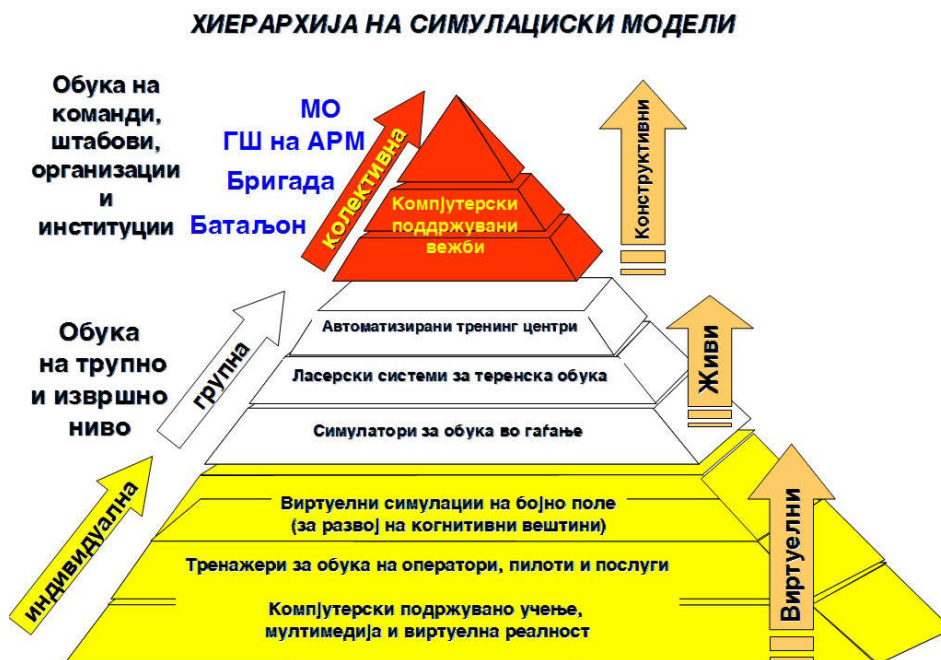 ХИЕРАРХИЈА НА СИМУЛАЦИСКИ МОДЕЛИ
Обука на
команди,
штабови,
организации
и
институции
МО
ГШ на АРМ
Бригада
Батаљон
колективна
Компјутерски
поддржувани
вежби
Конструктивни
Обука
на трупно
и извршно
ниво
групна
Автоматизирани тренинг центри
Ласерски системи за теренска обука
Симулатори за обука во гаѓање
Живи
индивидуална
Виртуелни симулации на бојно поле
(за развој на когнитивни вештини)
Тренажери за обука на оператори, пилоти и послуги
Компјутерски подржувано учење,
мултимедија и виртуелна реалност
Виртуелни